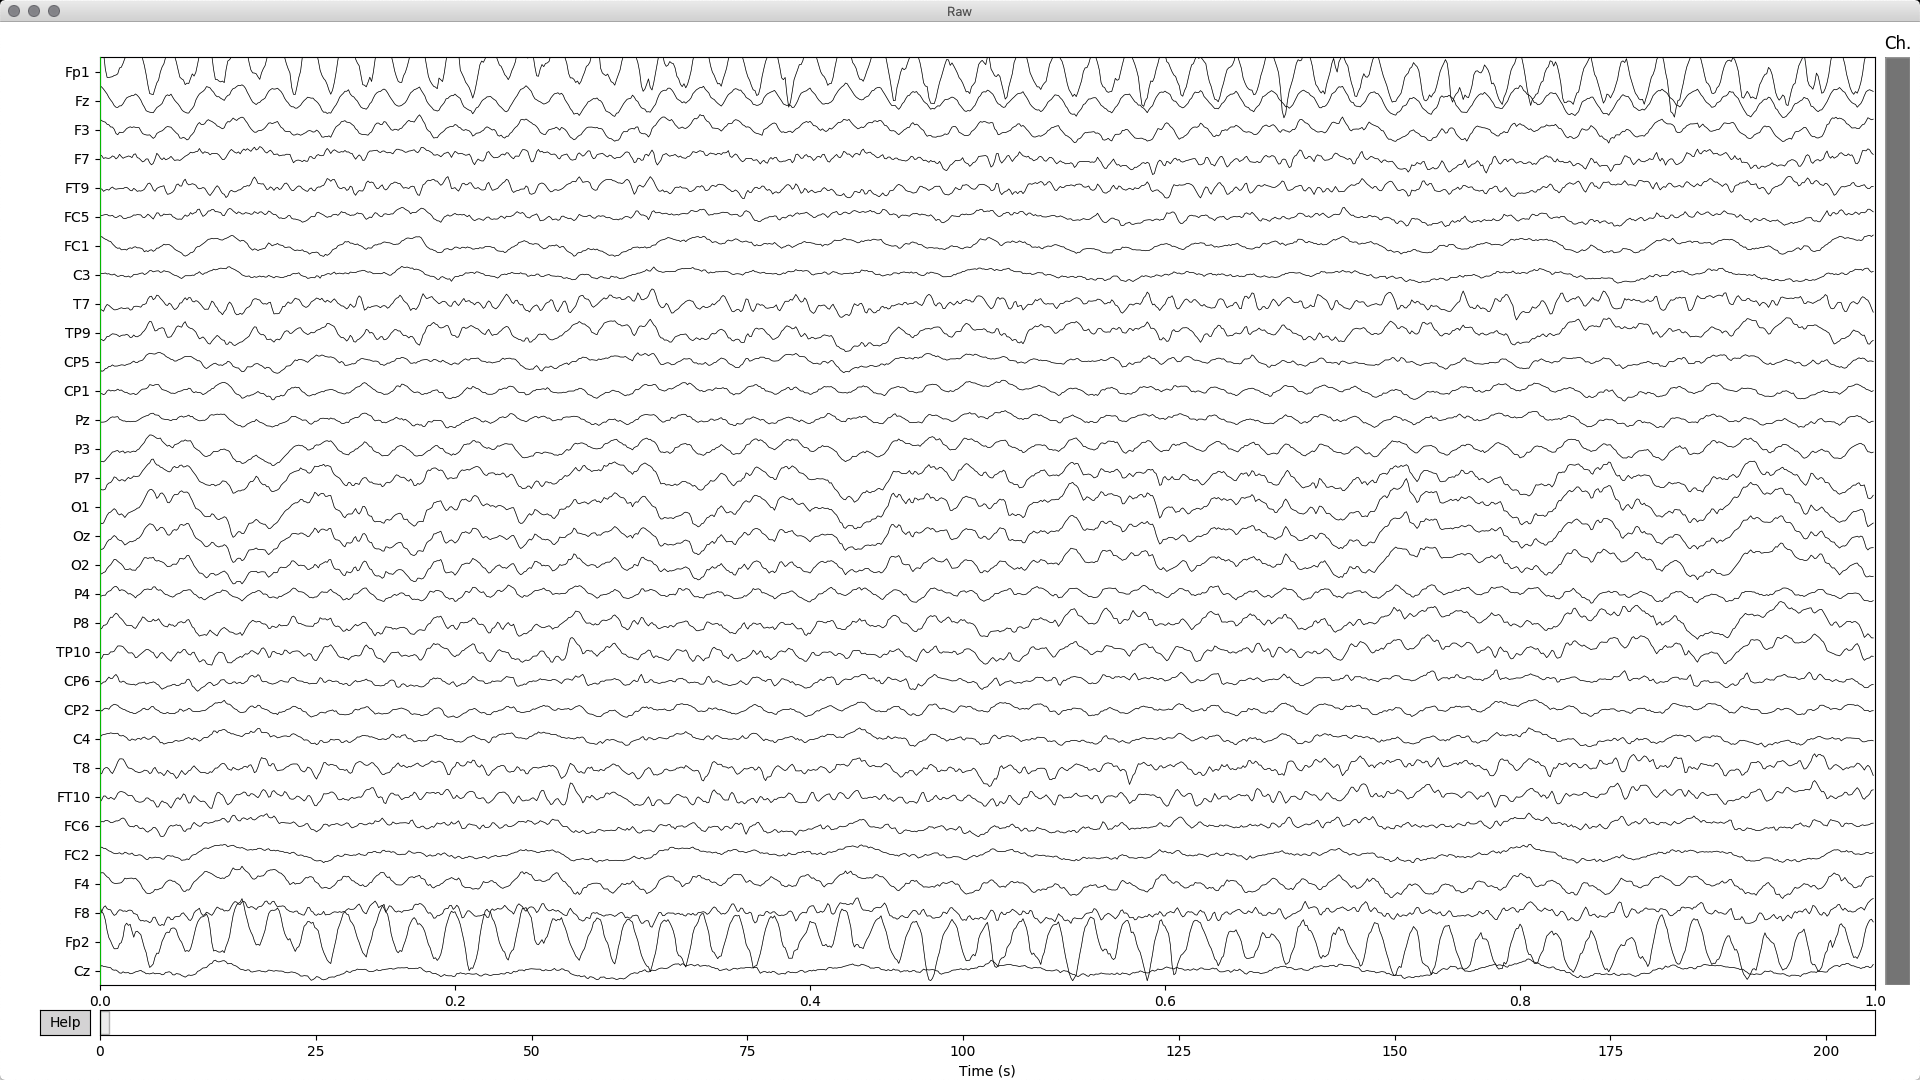 Raw
Ch.
Fp1
Fz
F3
F7
FT9
FC5
FC1
C3
T7
TP9
CP5
CP1
Pz
P3
P7
O1
Oz
O2
P4
P8
TP10
CP6
CP2
C4
T8
FT10
FC6
FC2
F4
F8
Fp2
Cz
0.0 0.2 0.4 0.6 0.8 1.0
Help
0 25 50 75 100 125 150 175 200
Time (s)